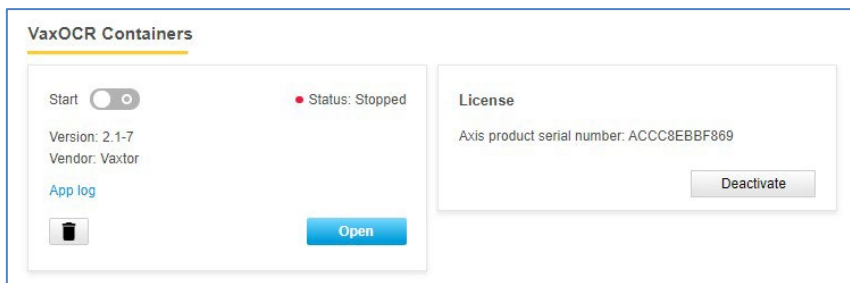 VaxOCR Containers
Start
Status: Stopped
Version: 2.1-7
Vendor: Vaxtor
App log
Open
License
Axis product serial number: ACCC8EBBF869
Deactivate